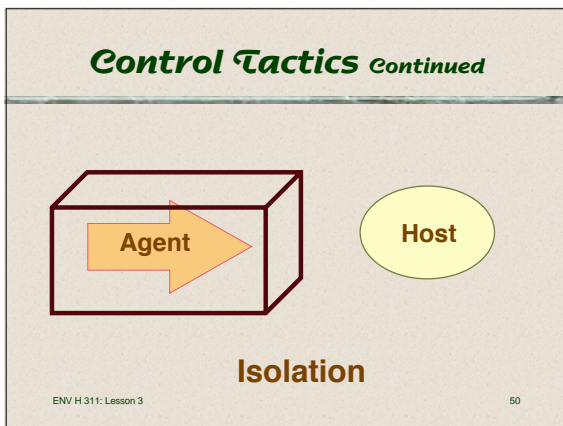 Control Tactics Continued
Agent
Host
Isolation
ENV H 311: Lesson 3
50